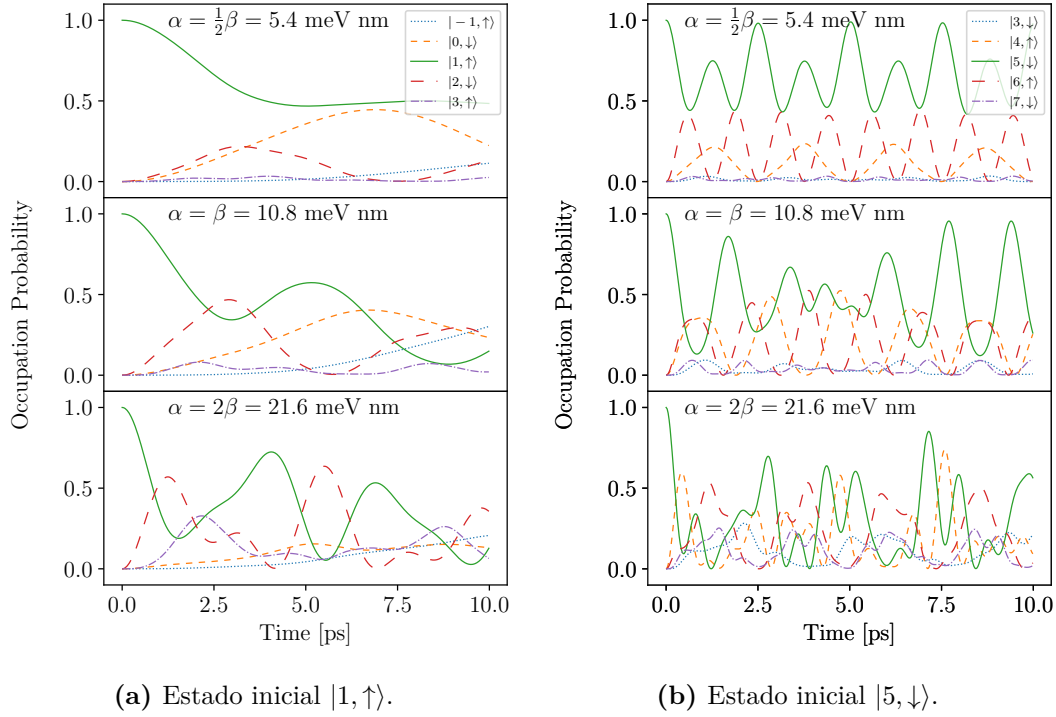 α = ½β = 5.4 meV nm
|−1,↑⟩
|0,↓⟩
|1,↑⟩
|2,↓⟩
|3,↑⟩
1.0
0.5
0.0
α = β = 10.8 meV nm
1.0
0.5
0.0
α = 2β = 21.6 meV nm
1.0
0.5
0.0
Occupation Probability
0.0 2.5 5.0 7.5 10.0
Time [ps]
(a) Estado inicial |1,↑⟩.
α = ½β = 5.4 meV nm
|3,↓⟩
|4,↑⟩
|5,↓⟩
|6,↑⟩
|7,↓⟩
1.0
0.5
0.0
α = β = 10.8 meV nm
1.0
0.5
0.0
α = 2β = 21.6 meV nm
1.0
0.5
0.0
Occupation Probability
0.0 2.5 5.0 7.5 10.0
Time [ps]
(b) Estado inicial |5,↓⟩.